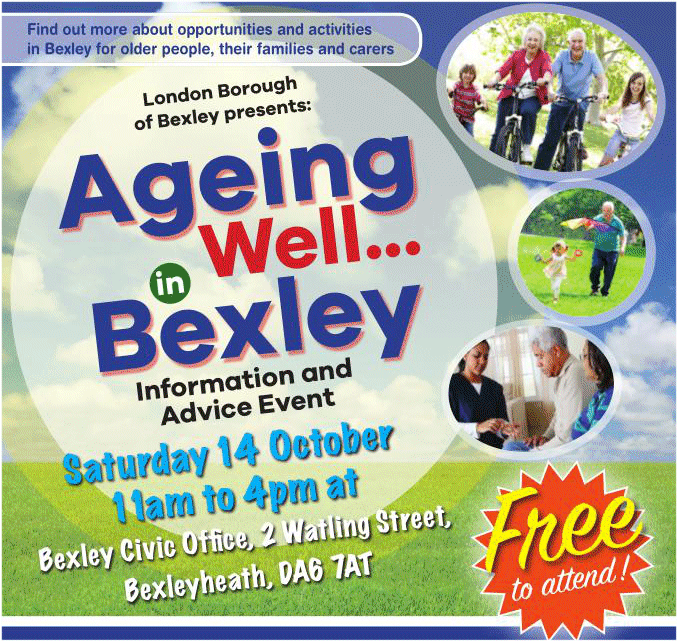 Find out more about opportunities and activities
in Bexley for older people, their families and carers
London Borough
of Bexley presents:
Ageing
Well...
in
Bexley
Information and
Advice Event
Saturday 14 October
11am to 4pm at
Bexley Civic Office, 2 Watling Street,
Bexleyheath, DA6 7AT
Free
to attend!